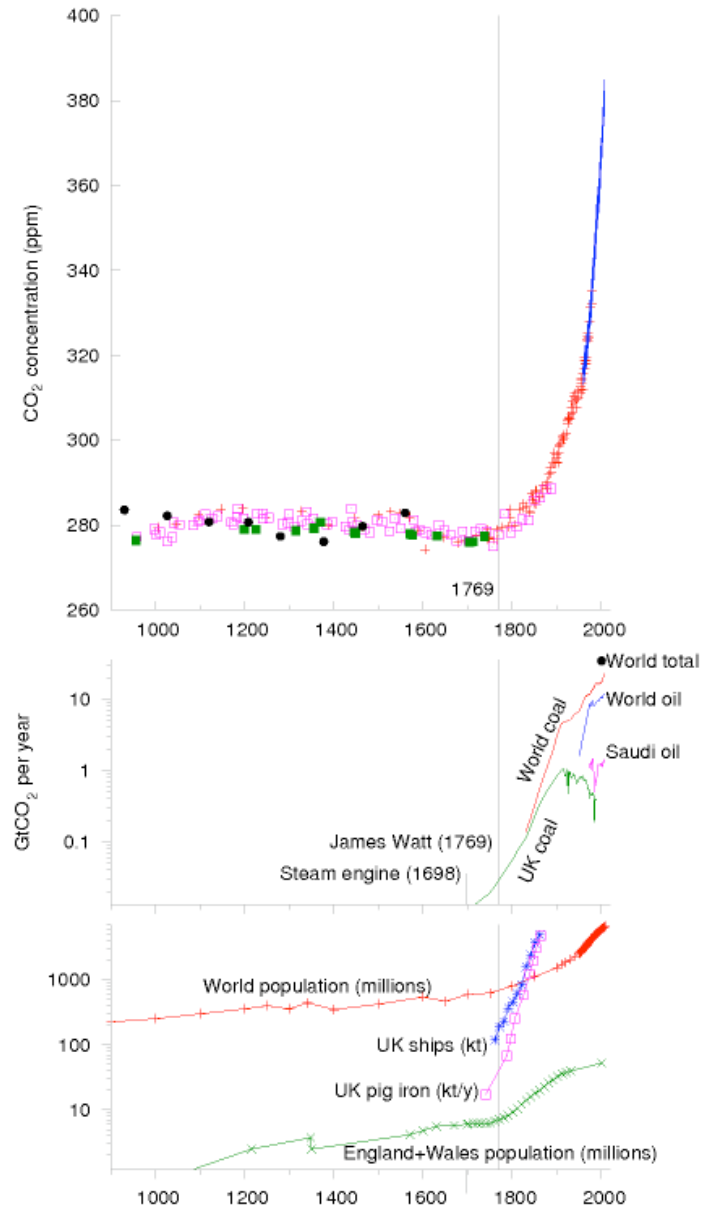 400
380
360
340
320
300
280
260
CO₂ concentration (ppm)
1769
1000 1200 1400 1600 1800 2000
10
1
0.1
GtCO₂ per year
World total
World oil
Saudi oil
World coal
UK coal
James Watt (1769)
Steam engine (1698)
1000
100
10
World population (millions)
UK ships (kt)
UK pig iron (kt/y)
England+Wales population (millions)
1000 1200 1400 1600 1800 2000